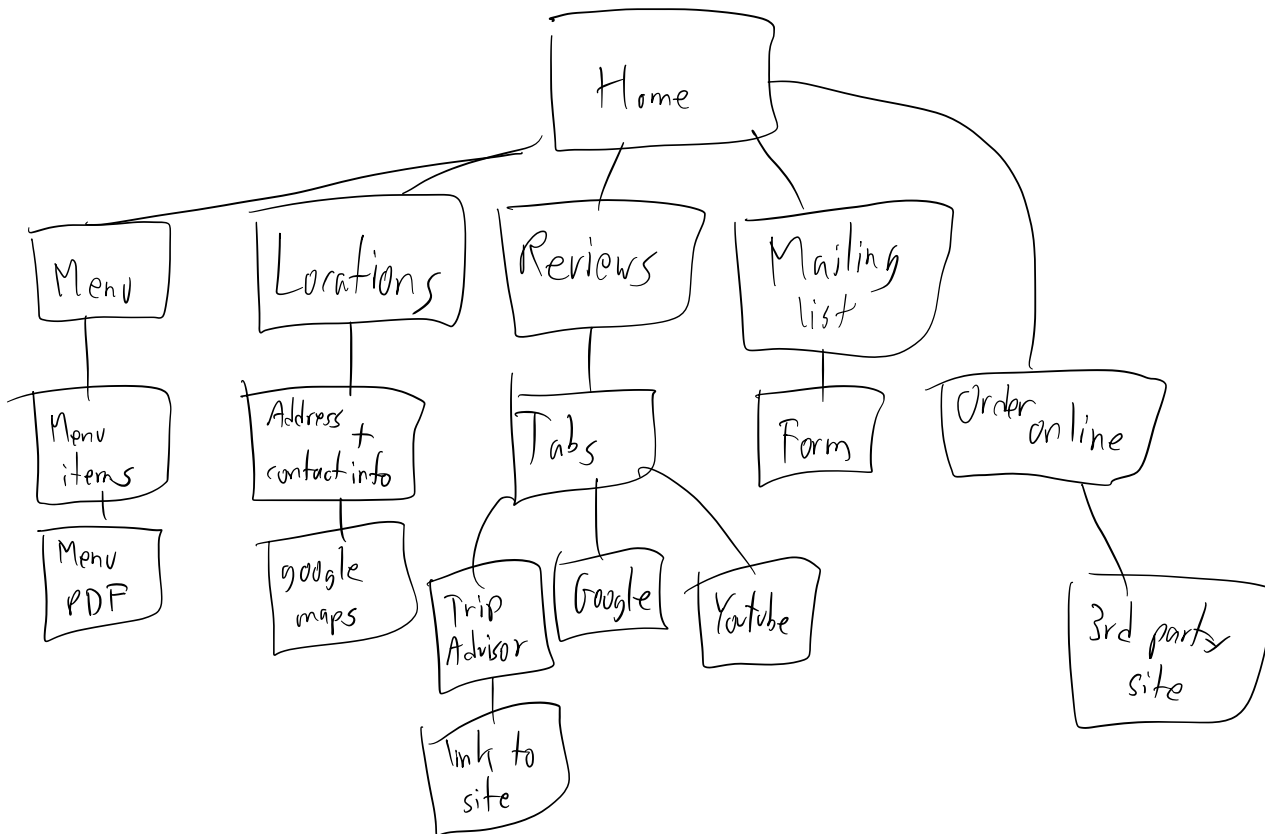 Home
Menu
Locations
Reviews
Mailing
list
Menu
items
Address +
contact info
Tabs
Form
Order
online
Menu
PDF
google
maps
Trip
Advisor
Google
Youtube
3rd party
site
link to
site